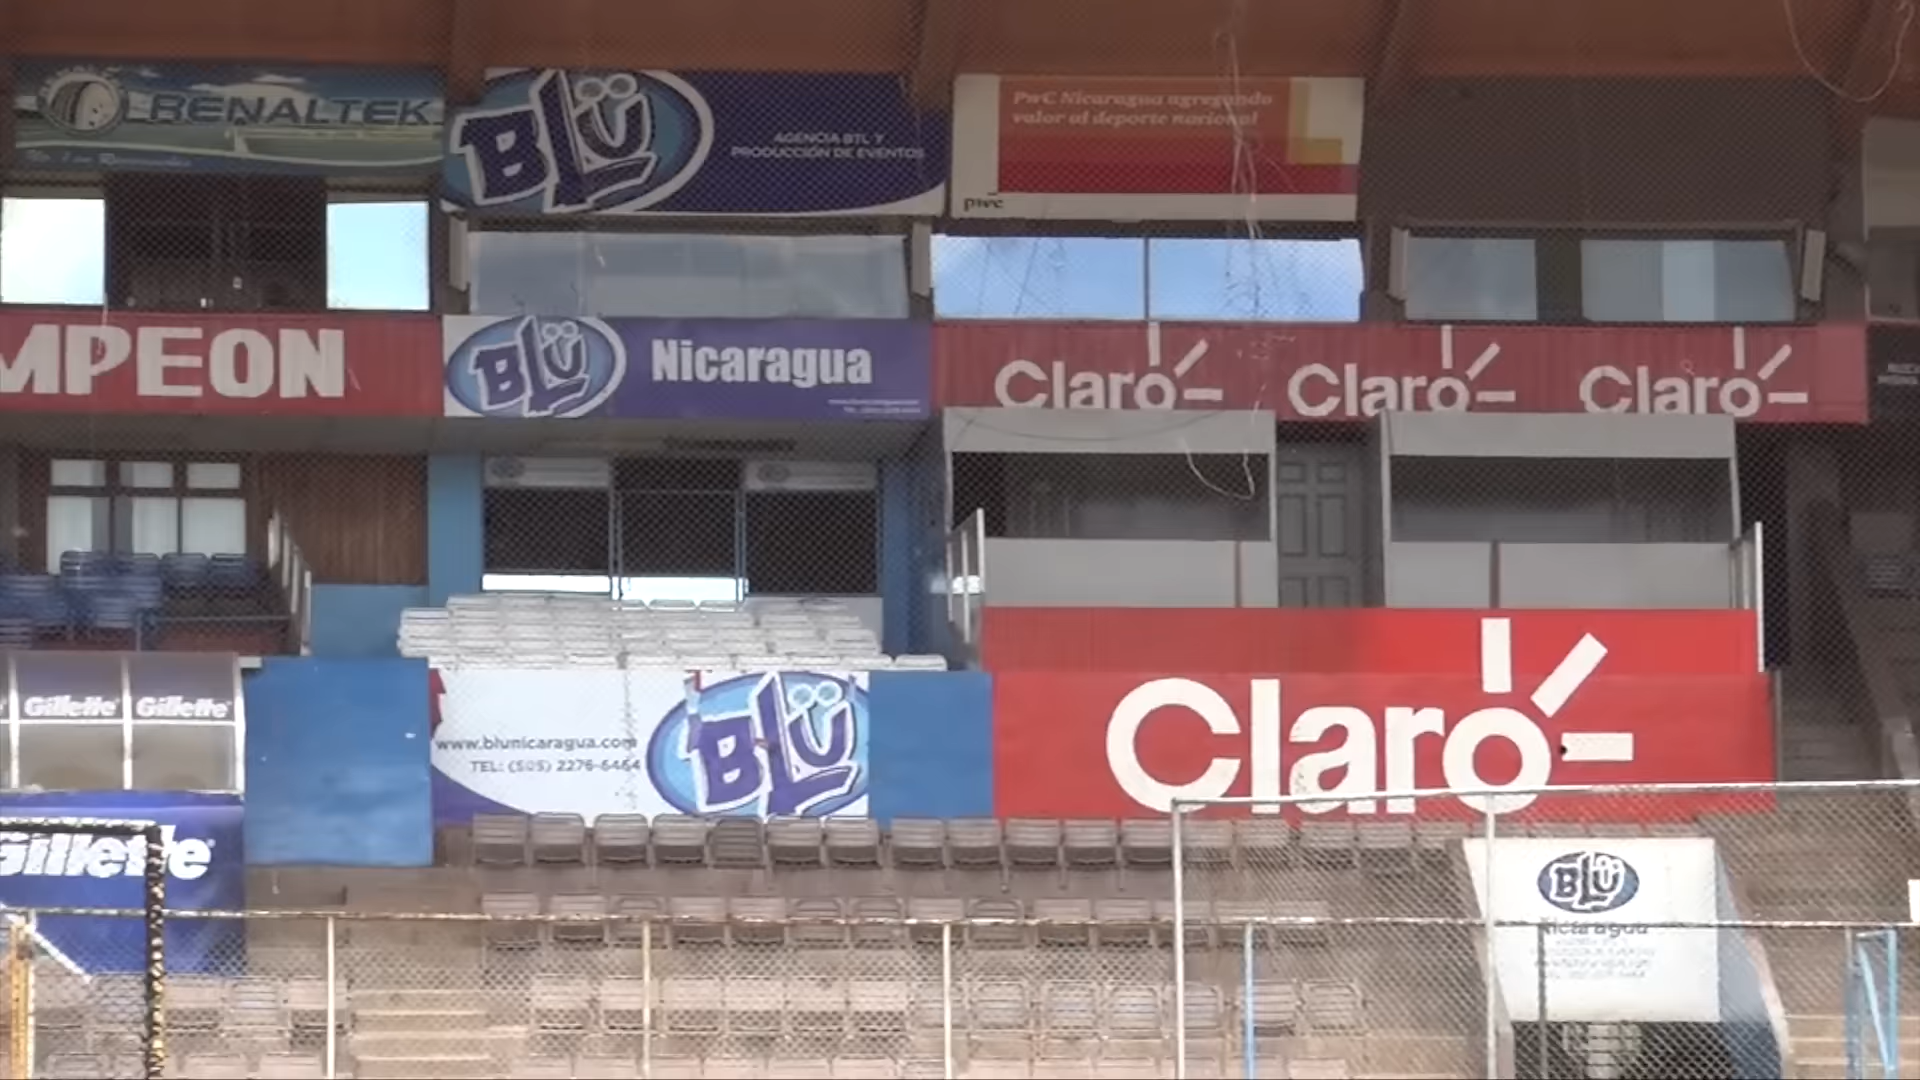 RENALTEK
BLÜ
AGENCIA BTL Y
PRODUCCIÓN DE EVENTOS
PwC Nicaragua agregando
valor al deporte nacional
pwc
MPEON
BLÜ
Nicaragua
Claro
Claro
Claro
Gillette
Gillette
www.blunicaragua.com
TEL: (505) 2276-6464
BLÜ
Claro
Gillette
BLÜ
Nicaragua